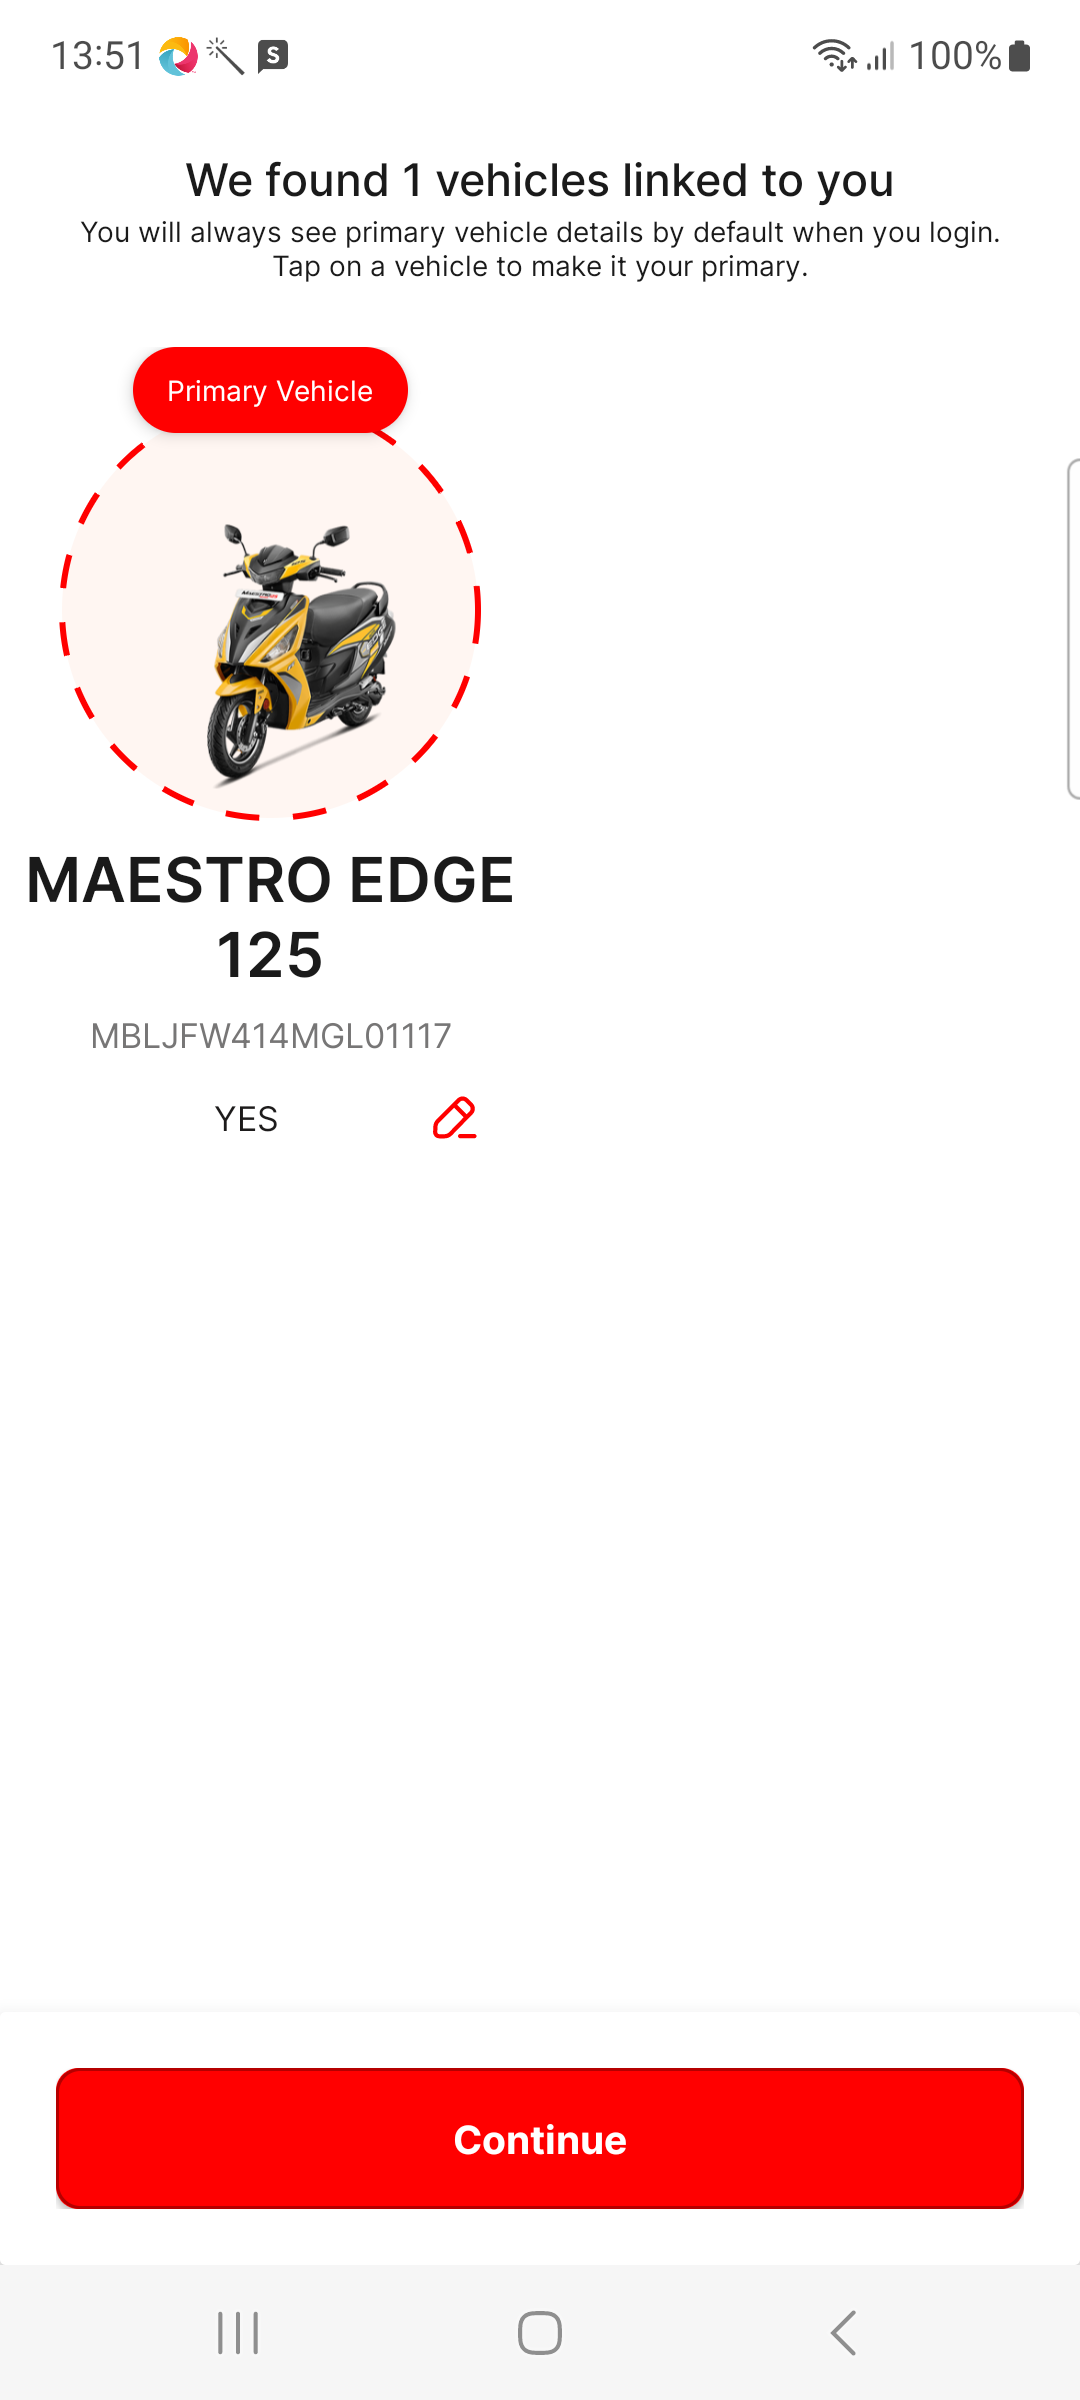 13:51
100%
We found 1 vehicles linked to you
You will always see primary vehicle details by default when you login.
Tap on a vehicle to make it your primary.
Primary Vehicle
MAESTRO EDGE
125
MBLJFW414MGL01117
YES
Continue